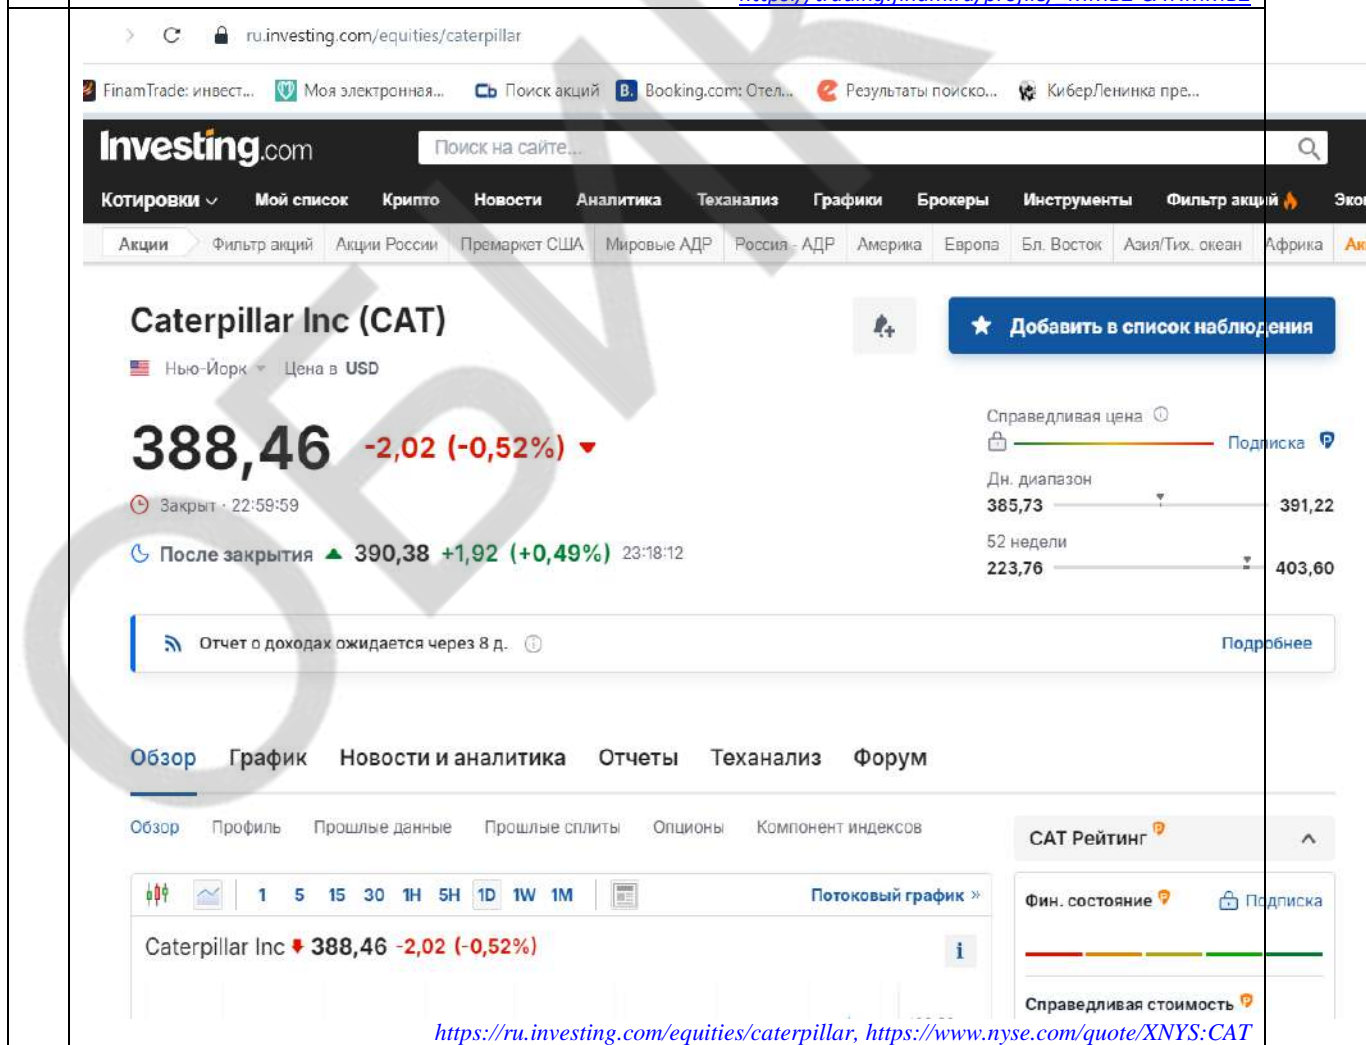 ru.investing.com/equities/caterpillar
FinamTrade: инвест... Моя электронная... Сь Поиск акций B. Booking.com: Отел... Результаты поиско... КиберЛенинка пре...
Investing.com Поиск на сайте...
Котировки Мой список Крипто Новости Аналитика Теханализ Графики Брокеры Инструменты Фильтр акций Экон
Акции Фильтр акций Акции России Премаркет США Мировые АДР Россия - АДР Америка Европа Бл. Восток Азия/Тих. океан Африка Ак
Caterpillar Inc (CAT)
Добавить в список наблюдения
Нью-Йорк Цена в USD
Справедливая цена
388,46 -2,02 (-0,52%)
Подписка
Дн. диапазон
385,73 391,22
Закрыт · 22:59:59
52 недели
После закрытия 390,38 +1,92 (+0,49%) 23:18:12
223,76 403,60
Отчет о доходах ожидается через 8 д. Подробнее
Обзор График Новости и аналитика Отчеты Теханализ Форум
Обзор Профиль Прошлые данные Прошлые сплиты Опционы Компонент индексов
CAT Рейтинг
1 5 15 30 1H 5H 1D 1W 1M Потоковый график »
Фин. состояние Подписка
Caterpillar Inc 388,46 -2,02 (-0,52%)
Справедливая стоимость
https://ru.investing.com/equities/caterpillar, https://www.nyse.com/quote/XNYS:CAT